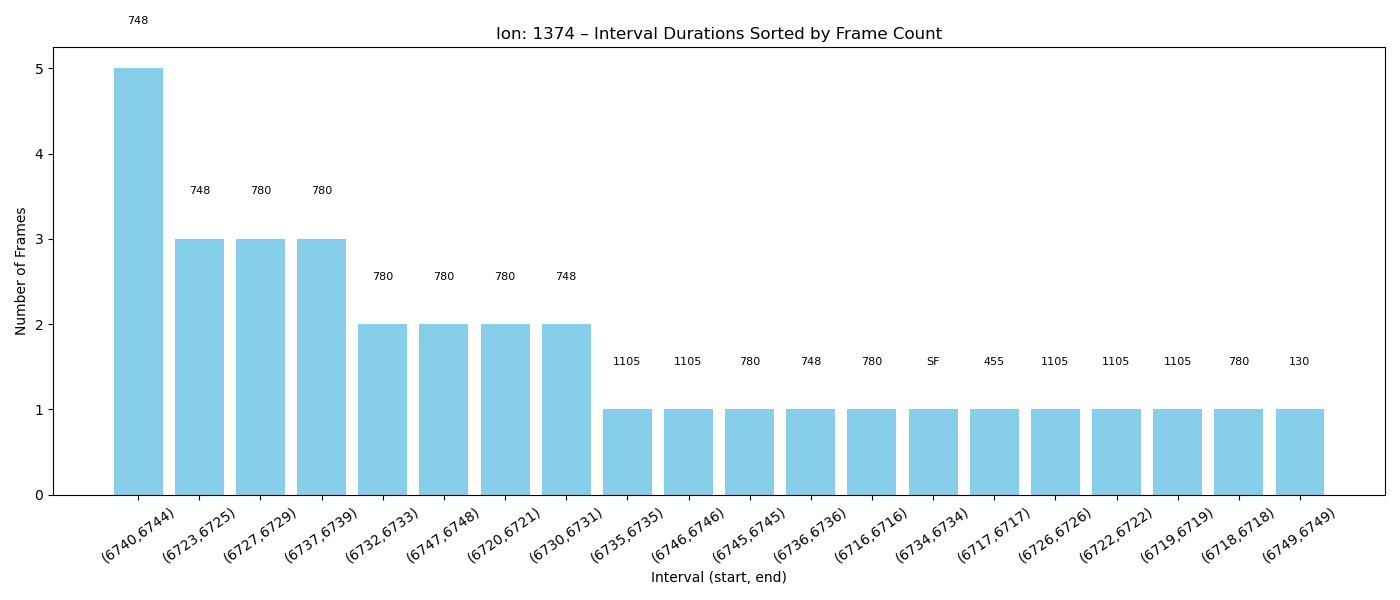 748
Ion: 1374 – Interval Durations Sorted by Frame Count
Number of Frames
5
4
3
2
1
0
748 780 780
780 780 780 748
1105 1105 780 748 780 SF 455 1105 1105 1105 780 130
(6740,6744) (6723,6725) (6727,6729) (6737,6739) (6732,6733) (6747,6748) (6720,6721) (6730,6731) (6735,6735) (6746,6746) (6745,6745) (6736,6736) (6716,6716) (6734,6734) (6717,6717) (6726,6726) (6722,6722) (6719,6719) (6718,6718) (6749,6749)
Interval (start, end)